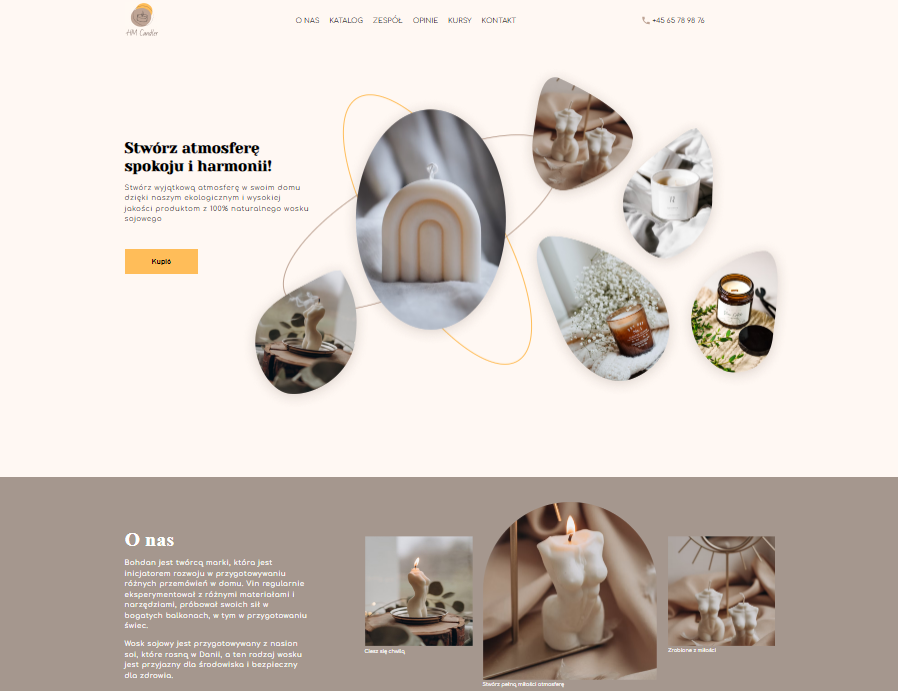 HM Candles
O NAS KATALOG ZESPÓŁ OPINIE KURSY KONTAKT
+45 65 78 98 76
Stwórz atmosferę
spokoju i harmonii!
Stwórz wyjątkową atmosferę w swoim domu
dzięki naszym ekologicznym i wysokiej
jakości produktom z 100% naturalnego wosku
sojowego
Kupić
O nas
Bohdan jest twórcą marki, która jest
inicjatorem rozwoju w przygotowywaniu
różnych przemówień w domu. Vin regularnie
eksperymentował z różnymi materiałami i
narzędziami, próbował swoich sił w
bogatych balkonach, w tym w przygotowaniu
świec.
Wosk sojowy jest przygotowywany z nasion
soi, które rosną w Danii, a ten rodzaj wosku
jest przyjazny dla środowiska i bezpieczny
dla zdrowia.
Ciesz się chwilą
Stwórz pełną miłości atmosferę
Zrobione z miłości